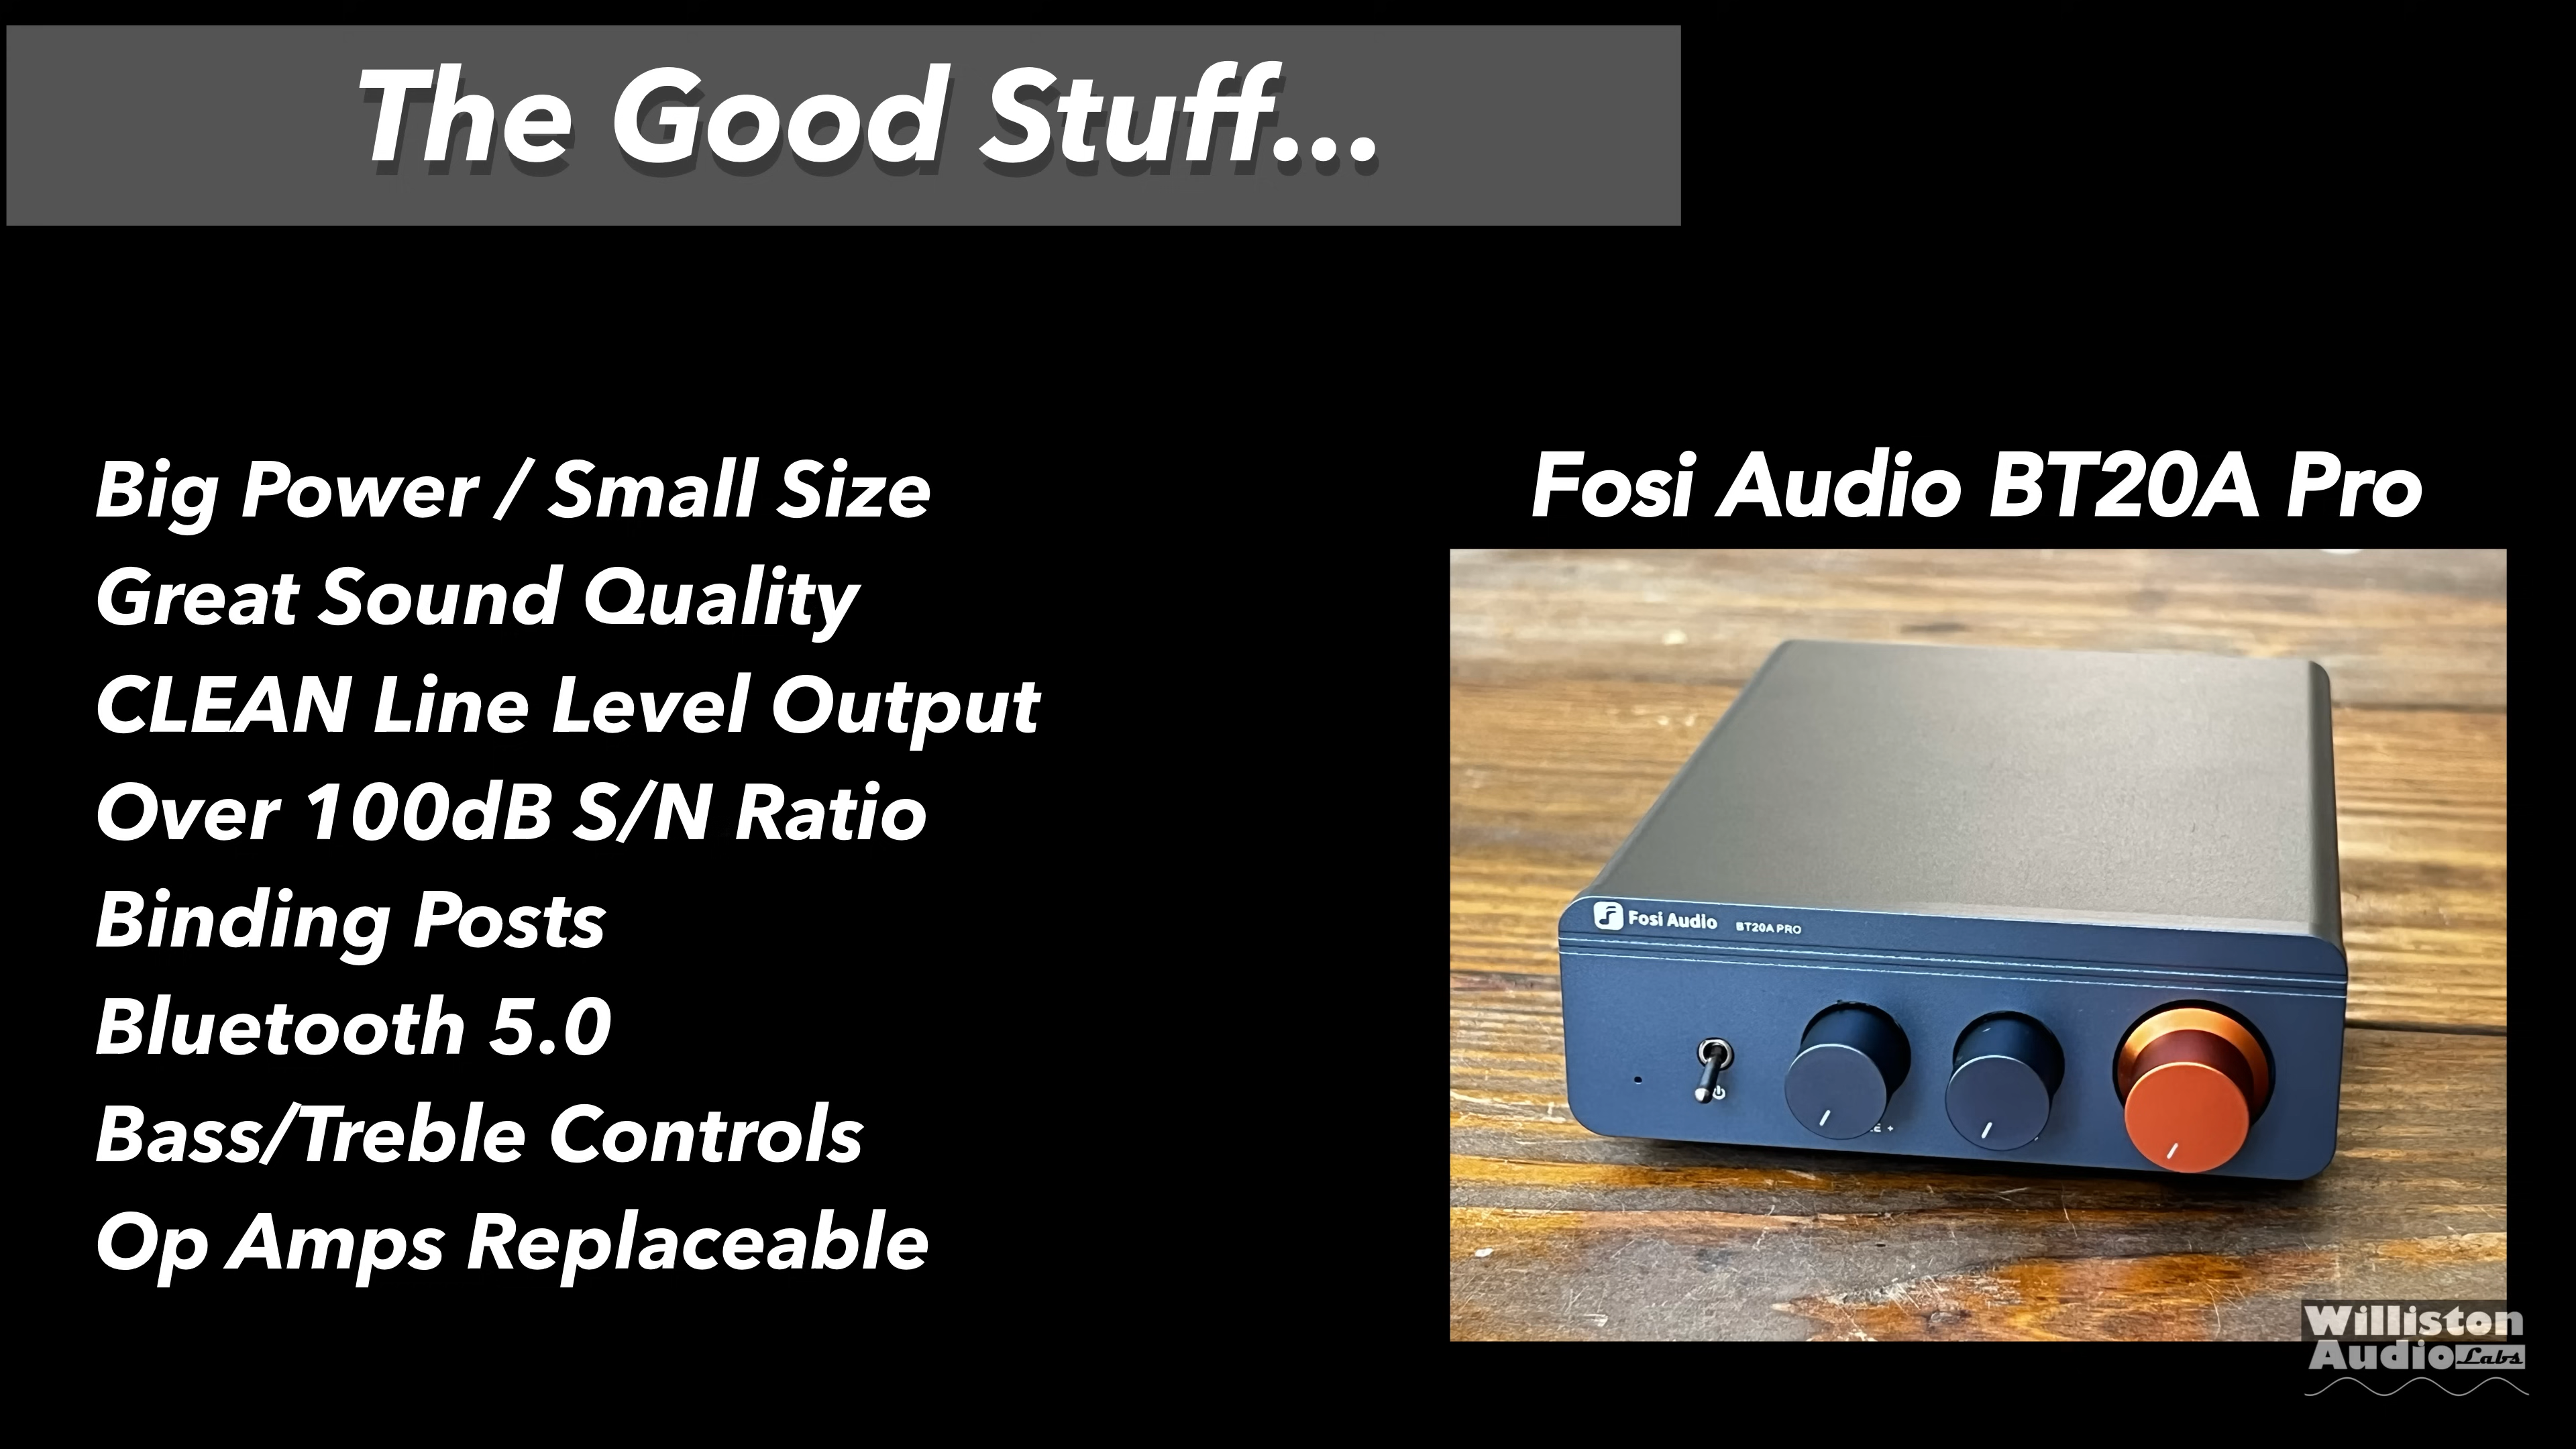 The Good Stuff...
Big Power / Small Size
Great Sound Quality
CLEAN Line Level Output
Over 100dB S/N Ratio
Binding Posts
Bluetooth 5.0
Bass/Treble Controls
Op Amps Replaceable
Fosi Audio BT20A Pro
Fosi Audio BT20A PRO
Williston
Audio Labs